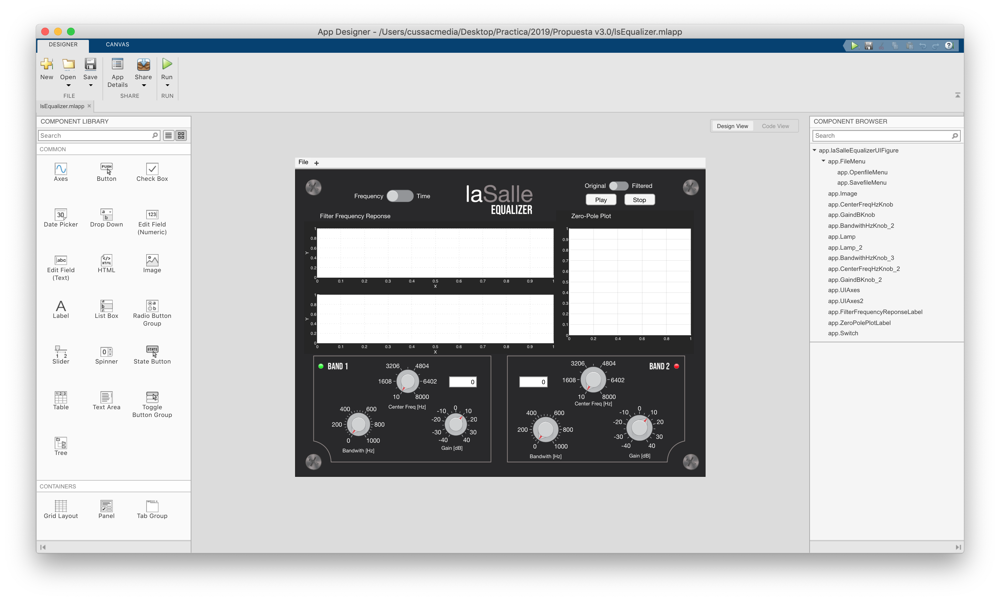 App Designer - /Users/cussacmedia/Desktop/Practica/2019/Propuesta v3.0/lsEqualizer.mlapp
DESIGNER CANVAS
New Open Save App Details Share Run
FILE SHARE RUN
lsEqualizer.mlapp
COMPONENT LIBRARY
Search
COMMON
Axes Button Check Box
PUSH
30 a b 123
Date Picker Drop Down Edit Field (Numeric)
abc </> HTML
Edit Field (Text) HTML Image
A a b c a b
Label List Box Radio Button Group
1 2 0 STATE
Slider Spinner State Button
1 2 3
Table Text Area Toggle Button Group
Tree
CONTAINERS
Grid Layout Panel Tab Group
Design View Code View
File +
Frequency Time
laSalle
EQUALIZER
Original Filtered
Play Stop
Filter Frequency Reponse
1
0.8
0.6
0.4
0.2
0
Y
0 0.1 0.2 0.3 0.4 0.5 0.6 0.7 0.8 0.9 1
X
1
0.8
0.6
0.4
0.2
0
Y
0 0.1 0.2 0.3 0.4 0.5 0.6 0.7 0.8 0.9 1
X
Zero-Pole Plot
1
0.9
0.8
0.7
0.6
0.5
0.4
0.3
0.2
0.1
0
0 0.2 0.4 0.6 0.8 1
BAND 1
3206 4804
1608 6402
10 8000
Center Freq [Hz]
0
400 600
200 800
0 1000
Bandwith [Hz]
0
-10 10
-20 20
-30 30
-40 40
Gain [dB]
BAND 2
0
3206 4804
1608 6402
10 8000
Center Freq [Hz]
400 600
200 800
0 1000
Bandwith [Hz]
0
-10 10
-20 20
-30 30
-40 40
Gain [dB]
COMPONENT BROWSER
Search
app.laSalleEqualizerUIFigure
app.FileMenu
app.OpenfileMenu
app.SavefileMenu
app.Image
app.CenterFreqHzKnob
app.GaindBKnob
app.BandwithHzKnob_2
app.Lamp
app.Lamp_2
app.BandwithHzKnob_3
app.CenterFreqHzKnob_2
app.GaindBKnob_2
app.UIAxes
app.UIAxes2
app.FilterFrequencyReponseLabel
app.ZeroPolePlotLabel
app.Switch